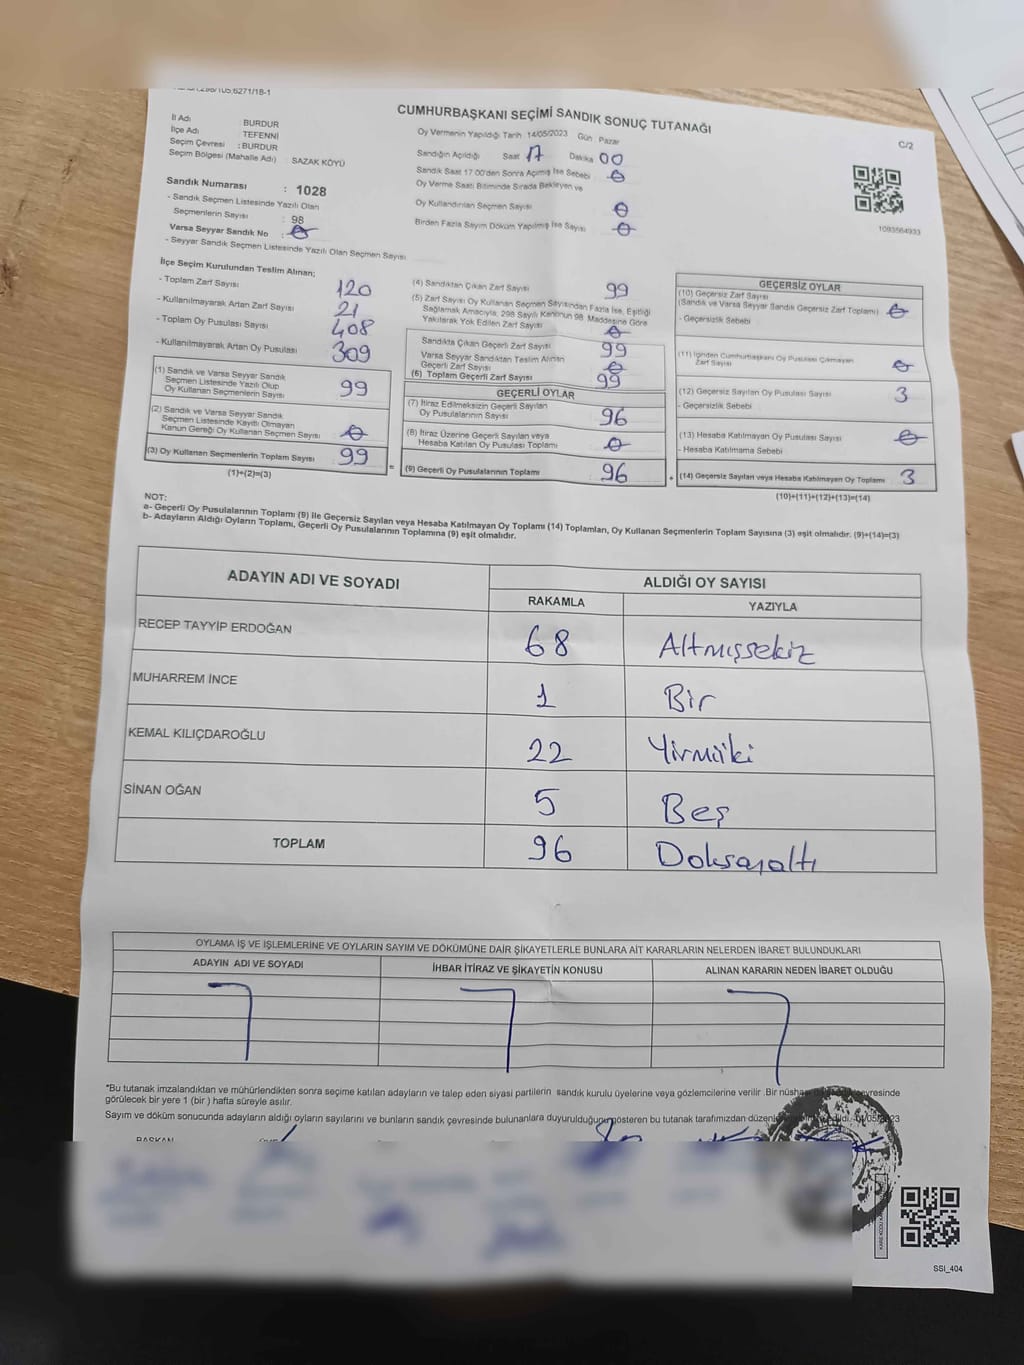 CUMHURBAŞKANI SEÇİMİ SANDIK SONUÇ TUTANAĞI
C/2
İl Adı BURDUR
İlçe Adı : TEFENNİ
Seçim Çevresi : BURDUR
Seçim Bölgesi (Mahalle Adı) : SAZAK KÖYÜ
Sandık Numarası : 1028
- Sandık Seçmen Listesinde Yazılı Olan
Seçmenlerin Sayısı : 98
Varsa Seyyar Sandık No : 0
- Seyyar Sandık Seçmen Listesinde Yazılı Olan Seçmen Sayısı
Oy Vermenin Yapıldığı Tarih 14/05/2023 Gün Pazar
Sandığın Açıldığı Saat 17 Dakika 00
Sandık Saat 17:00'den Sonra Açımış İse Sebebi 0
Oy Verme Saati Bitiminde Sırada Bekleyen ve
Oy Kullandırılan Seçmen Sayısı 0
Birden Fazla Sayım Döküm Yapılmış İse Sayısı 0
1093564933
İlçe Seçim Kurulundan Teslim Alınan;
- Toplam Zarf Sayısı 120
- Kullanılmayarak Artan Zarf Sayısı 21
- Toplam Oy Pusulası Sayısı 408
- Kullanılmayarak Artan Oy Pusulası 309
(1) Sandık ve Varsa Seyyar Sandık
Seçmen Listesinde Yazılı Olup
Oy Kullanan Seçmenlerin Sayısı 99
(2) Sandık ve Varsa Seyyar Sandık
Seçmen Listesinde Kayıtlı Olmayan
Kanun Gereği Oy Kullanan Seçmen Sayısı 0
(3) Oy Kullanan Seçmenlerin Toplam Sayısı 99
(1)+(2)=(3)
(4) Sandıktan Çıkan Zarf Sayısı 99
(5) Zarf Sayısı Oy Kullanan Seçmen Sayısından Fazla İse, Eşitliği
Sağlamak Amacıyla, 298 Sayılı Kanunun 98. Maddesine Göre
Yakılarak Yok Edilen Zarf Sayısı 0
Sandıkta Çıkan Geçerli Zarf Sayısı 99
Varsa Seyyar Sandıktan Teslim Alınan
Geçerli Zarf Sayısı 0
(6) Toplam Geçerli Zarf Sayısı 99
GEÇERLİ OYLAR
(7) İtiraz Edilmeksizin Geçerli Sayılan
Oy Pusulalarının Sayısı 96
(8) İtiraz Üzerine Geçerli Sayılan veya
Hesaba Katılan Oy Pusulası Toplamı 0
= (9) Geçerli Oy Pusulalarının Toplamı 96
GEÇERSİZ OYLAR
(10) Geçersiz Zarf Sayısı
(Sandık ve Varsa Seyyar Sandık Geçersiz Zarf Toplamı) 0
- Geçersizlik Sebebi
(11) İçinden Cumhurbaşkanı Oy Pusulası Çıkmayan
Zarf Sayısı 0
(12) Geçersiz Sayılan Oy Pusulası Sayısı 3
- Geçersizlik Sebebi
(13) Hesaba Katılmayan Oy Pusulası Sayısı 0
- Hesaba Katılmama Sebebi
+ (14) Geçersiz Sayılan veya Hesaba Katılmayan Oy Toplamı 3
(10)+(11)+(12)+(13)=(14)
NOT:
a- Geçerli Oy Pusulalarının Toplamı (9) ile Geçersiz Sayılan veya Hesaba Katılmayan Oy Toplamı (14) Toplamları, Oy Kullanan Seçmenlerin Toplam Sayısına (3) eşit olmalıdır. (9)+(14)=(3)
b- Adayların Aldığı Oyların Toplamı, Geçerli Oy Pusulalarının Toplamına (9) eşit olmalıdır.
ADAYIN ADI VE SOYADI ALDIĞI OY SAYISI
RAKAMLA YAZIYLA
RECEP TAYYİP ERDOĞAN 68 Altmışsekiz
MUHARREM İNCE 1 Bir
KEMAL KILIÇDAROĞLU 22 Yirmiiki
SİNAN OĞAN 5 Beş
TOPLAM 96 Doksanaltı
OYLAMA İŞ VE İŞLEMLERİNE VE OYLARIN SAYIM VE DÖKÜMÜNE DAİR ŞİKAYETLERLE BUNLARA AİT KARARLARIN NELERDEN İBARET BULUNDUKLARI
ADAYIN ADI VE SOYADI İHBAR İTİRAZ VE ŞİKAYETİN KONUSU ALINAN KARARIN NEDEN İBARET OLDUĞU
*Bu tutanak imzalandıktan ve mühürlendikten sonra seçime katılan adayların ve talep eden siyasi partilerin sandık kurulu üyelerine veya gözlemcilerine verilir. Bir nüshası çevresinde
görülecek bir yere 1 (bir) hafta süreyle asılır.
Sayım ve döküm sonucunda adayların aldığı oyların sayılarını ve bunların sandık çevresinde bulunanlara duyurulduğunu gösteren bu tutanak tarafımızdan
BAŞKAN
SSI_404